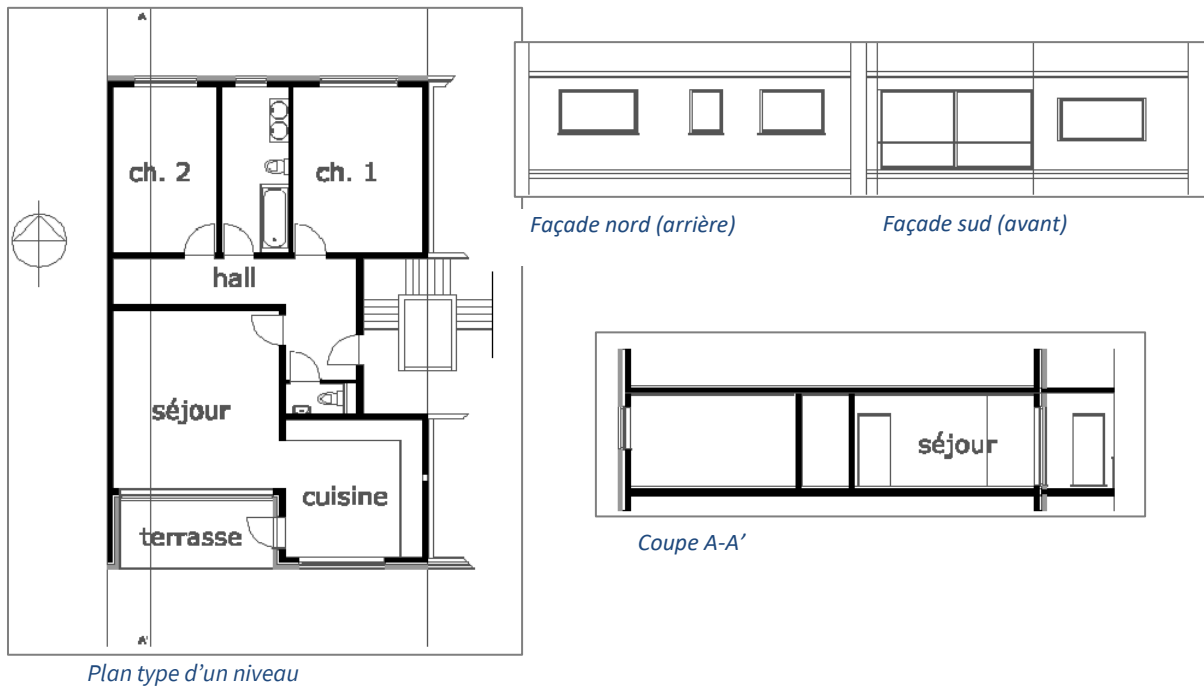 A
ch. 2
ch. 1
hall
séjour
cuisine
terrasse
A'
Plan type d'un niveau
Façade nord (arrière)
Façade sud (avant)
séjour
Coupe A-A’